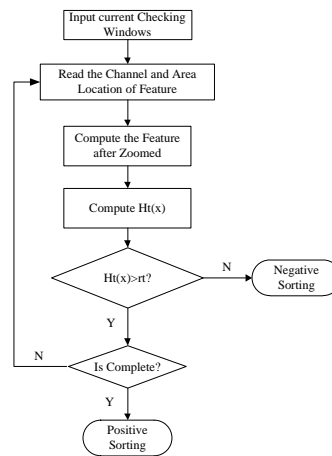 Input current Checking
Windows
Read the Channel and Area
Location of Feature
Compute the Feature
after Zoomed
Compute Ht(x)
Ht(x)>rt?
N
Negative
Sorting
Y
N
Is Complete?
Y
Positive
Sorting